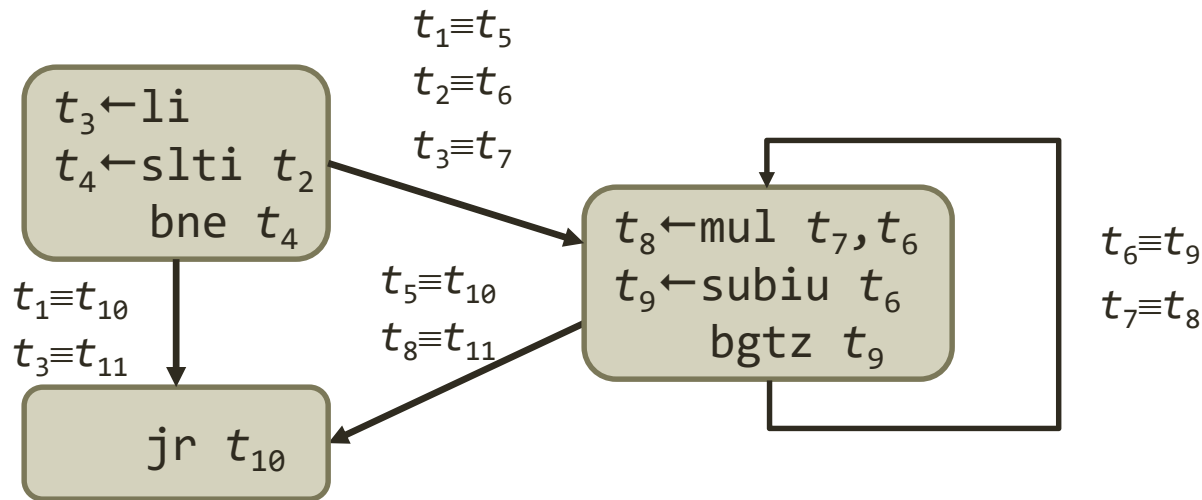 t₁≡t₅
t₂≡t₆
t₃≡t₇
t₃←li
t₄←slti t₂
bne t₄
t₈←mul t₇,t₆
t₉←subiu t₆
bgtz t₉
t₆≡t₉
t₇≡t₈
t₁≡t₁₀
t₃≡t₁₁
t₅≡t₁₀
t₈≡t₁₁
jr t₁₀